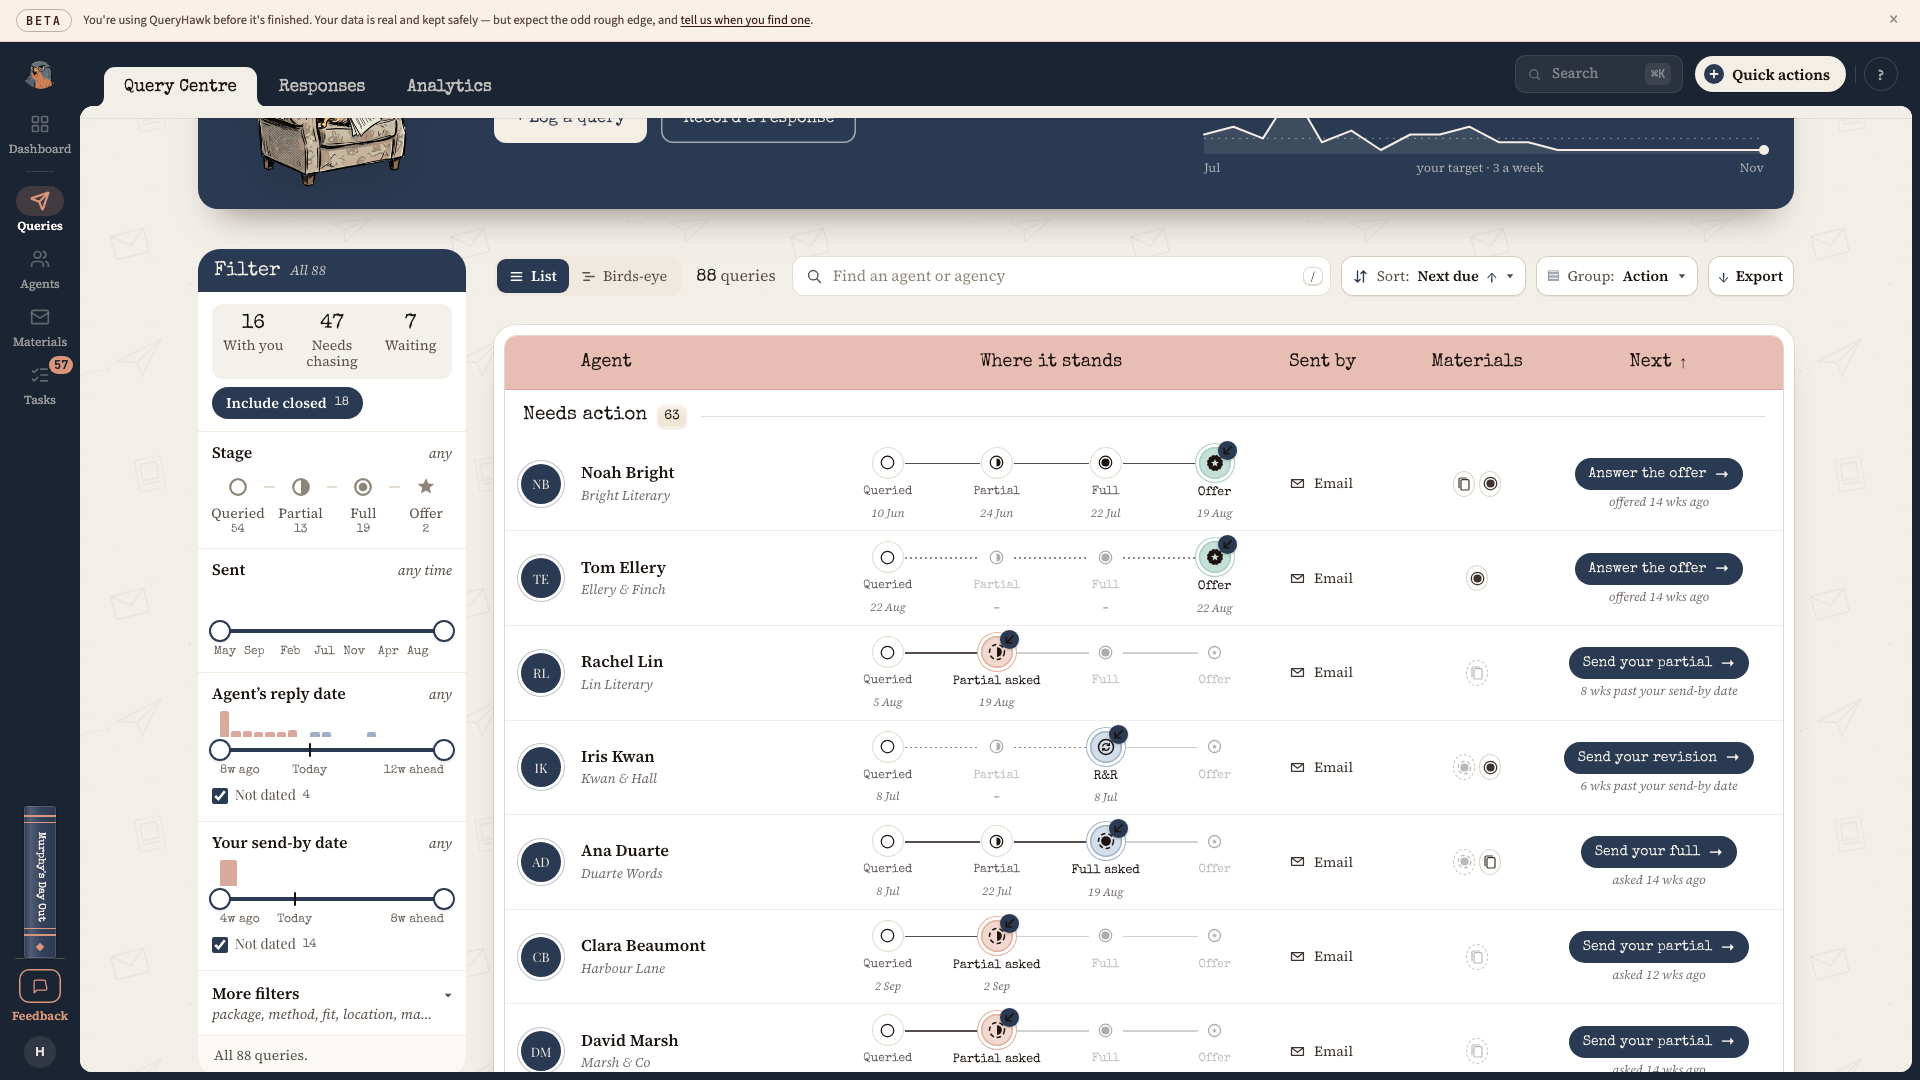 BETA
You're using QueryHawk before it's finished. Your data is real and kept safely — but expect the odd rough edge, and tell us when you find one.
×
Query Centre
Responses
Analytics
Search
⌘K
Quick actions
?
Dashboard
Queries
Agents
Materials
57
Tasks
Murphy's Day Out
Feedback
H
Log a query
Record a response
Jul
your target · 3 a week
Nov
Filter All 88
16
With you
47
Needs
chasing
7
Waiting
Include closed 18
Stage any
Queried
54
Partial
13
Full
19
Offer
2
Sent any time
May Sep Feb Jul Nov Apr Aug
Agent's reply date any
8w ago Today 12w ahead
Not dated 4
Your send-by date any
4w ago Today 8w ahead
Not dated 14
More filters
package, method, fit, location, ma...
All 88 queries.
List
Birds-eye
88 queries
Find an agent or agency
/
Sort: Next due ↑
Group: Action
↓ Export
Agent
Where it stands
Sent by
Materials
Next ↑
Needs action 63
NB
Noah Bright
Bright Literary
Queried Partial Full Offer
10 Jun 24 Jun 22 Jul 19 Aug
Email
Answer the offer →
offered 14 wks ago
TE
Tom Ellery
Ellery & Finch
Queried Partial Full Offer
22 Aug – – 22 Aug
Email
Answer the offer →
offered 14 wks ago
RL
Rachel Lin
Lin Literary
Queried Partial asked Full Offer
5 Aug 19 Aug
Email
Send your partial →
8 wks past your send-by date
IK
Iris Kwan
Kwan & Hall
Queried Partial R&R Offer
8 Jul – 8 Jul
Email
Send your revision →
6 wks past your send-by date
AD
Ana Duarte
Duarte Words
Queried Partial Full asked Offer
8 Jul 22 Jul 19 Aug
Email
Send your full →
asked 14 wks ago
CB
Clara Beaumont
Harbour Lane
Queried Partial asked Full Offer
2 Sep 2 Sep
Email
Send your partial →
asked 12 wks ago
DM
David Marsh
Marsh & Co
Queried Partial asked Full Offer
Email
Send your partial →
asked 14 wks ago